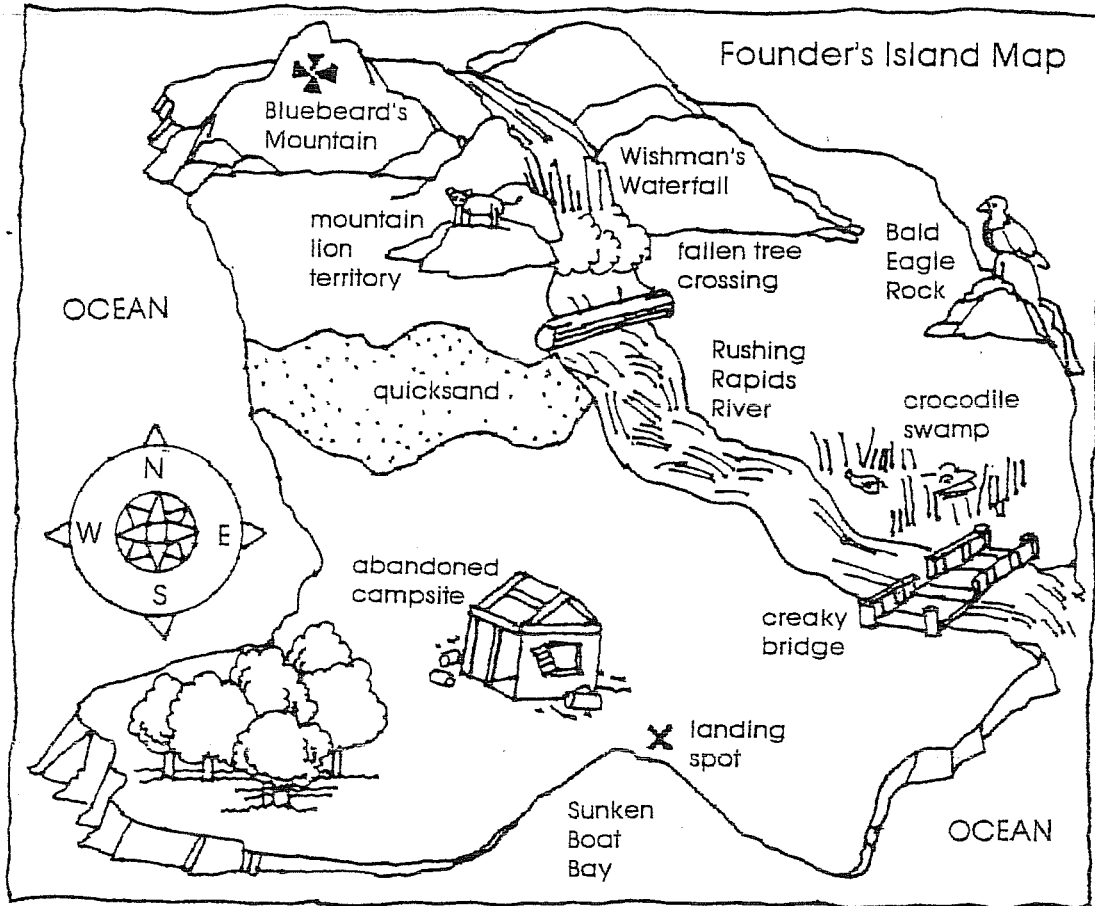 Founder's Island Map
Bluebeard's
Mountain
Wishman's
Waterfall
mountain
lion
territory
fallen tree
crossing
Bald
Eagle
Rock
OCEAN
quicksand
Rushing
Rapids
River
crocodile
swamp
N
W
E
S
abandoned
campsite
creaky
bridge
landing
spot
Sunken
Boat
Bay
OCEAN